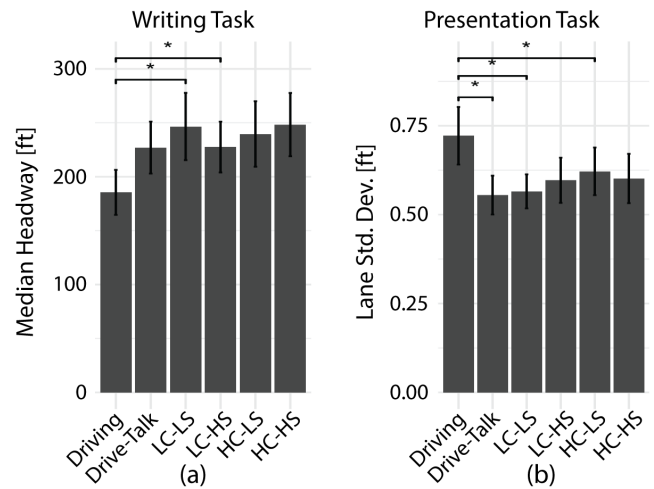 Writing Task
Median Headway [ft]
300
200
100
0
*
*
Driving
Drive-Talk
LC-LS
LC-HS
HC-LS
HC-HS
(a)
Presentation Task
Lane Std. Dev. [ft]
0.75
0.50
0.25
0.00
*
*
*
Driving
Drive-Talk
LC-LS
LC-HS
HC-LS
HC-HS
(b)